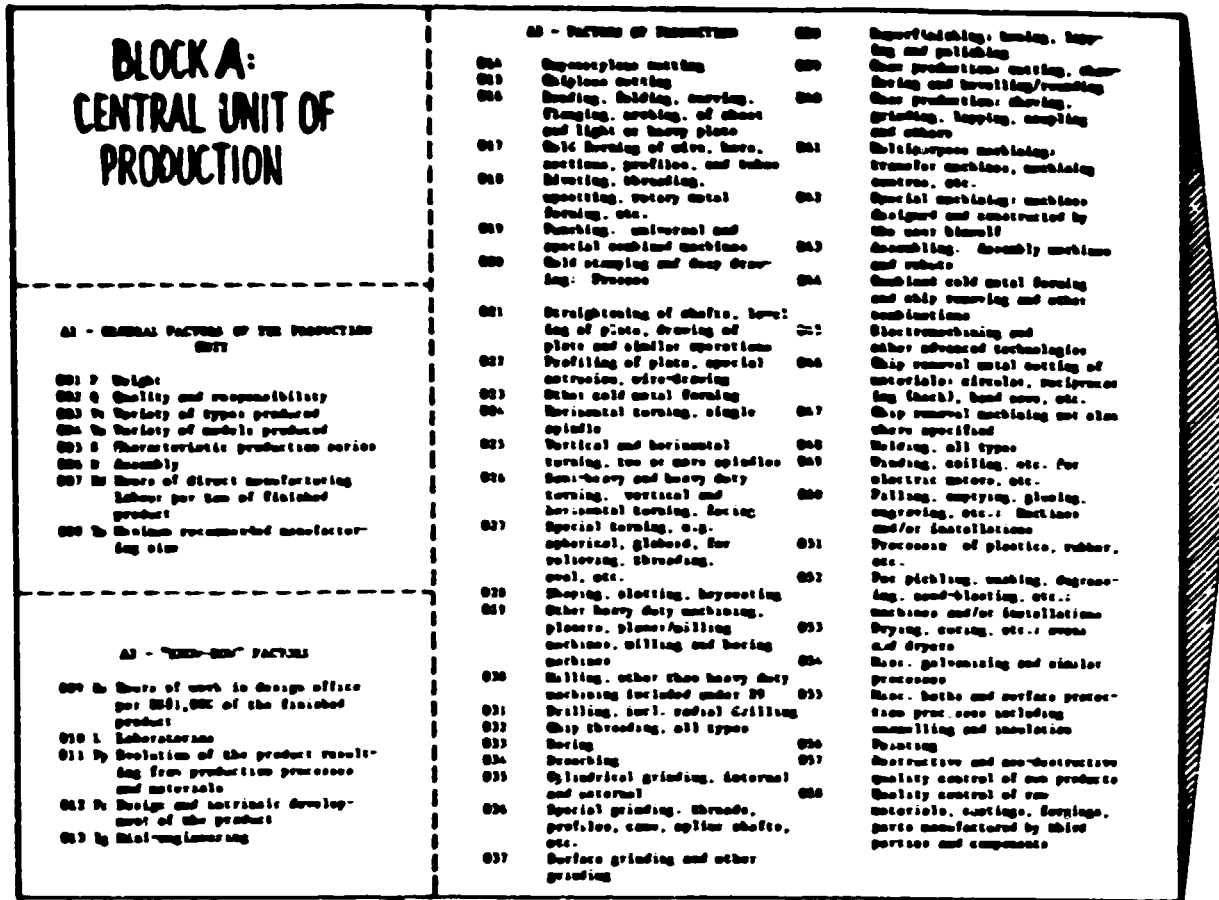 BLOCK A:
CENTRAL UNIT OF
PRODUCTION
A1 - GENERAL FACTORS OF THE PRODUCTION
UNIT
001 P Weight
002 Q Quality and responsibility
003 Vt Variety of types produced
004 Vm Variety of models produced
005 S Characteristic production series
006 D Assembly
007 Hd Hours of direct manufacturing
labour per ton of finished
product
008 Tm Maximum recommended manufactur-
ing size
A2 - "KNOW-HOW" FACTORS
009 Hours of work in design office
per of the finished
product
010 L Laboratories
011 Pp Evolution of the product result-
ing from production processes
and materials
012 Design and intrinsic develop-
ment of the product
013 Mini-engineering
A3 - FACTORS OF PRODUCTION
014 Oxyacetylene cutting
015 cutting
016 Bending, folding, curving,
flanging, arching, of sheet
and light or heavy plate
017 Cold forming of wire, bars,
sections, profiles, and tubes
018 Riveting, threading,
upsetting, rotary metal
forming, etc.
019 Punching. universal and
special combined machines
020 Cold stamping and deep draw-
ing: Process
021 Straightening of shafts, level
ing of plate, drawing of
plate and similar operations
022 Profiling of plate, special
extrusion, wire-drawing
023 Other cold metal forming
024 Horizontal turning, single
spindle
025 Vertical and horizontal
turning, two or more spindles
026 Semi-heavy and heavy duty
turning, vertical and
horizontal turning, facing
027 Special turning, e.g.
spherical, globoid, for
relieving, threading,
oval, etc.
028 Shaping, slotting, keyseating
029 Other heavy duty machining,
planers, planer/milling
machines, milling and boring
machines
030 Milling, other than heavy duty
machining included under 29
031 Drilling, incl. radial drilling
032 Chip threading, all types
033 Boring
034 Broaching
035 Cylindrical grinding, internal
and external
036 Special grinding. threads,
profiles, cams, spline shafts,
etc.
037 Surface grinding and other
grinding
038 Superfinishing: honing, lapp-
ing and polishing
039 Gear production: cutting, shav-
ing and bevelling/rounding
040 Gear production: shaving,
grinding, lapping, coupling
and others
041 Multipurpose machining:
transfer machines, machining
centres, etc.
042 Special machining: machines
designed and constructed by
the user himself
043 Assembling. Assembly machines
and robots
044 Combined cold metal forming
and chip removing and other
combinations
045 Electromachining and
other advanced technologies
046 Chip removal metal cutting of
materials: circular, reciprocat
ing (hack), band saws, etc.
047 Chip removal machining not else
where specified
048 Welding, all types
049 Winding, coiling, etc. for
electric motors, etc.
050 Filling, emptying, glueing,
engraving, etc.: Machines
and/or installations
051 Processing of plastics, rubber,
etc.
052 For pickling, washing, degreas-
ing, sand-blasting, etc.:
machines and/or installations
053 Drying, curing, etc.: ovens
and dryers
054 Misc. galvanizing and similar
processes
055 Misc. baths and surface protec-
tion processes including
enamelling and insulation
056 Painting
057 Destructive and non-destructive
quality control of own products
058 Quality control of raw
materials, castings, forgings,
parts manufactured by third
parties and components